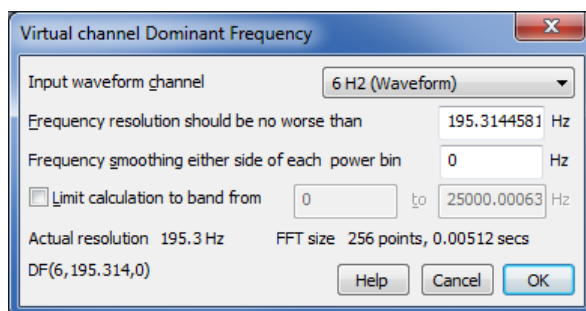 Virtual channel Dominant Frequency
Input waveform channel 6 H2 (Waveform)
Frequency resolution should be no worse than 195.3144581 Hz
Frequency smoothing either side of each power bin 0 Hz
Limit calculation to band from 0 to 25000.00063 Hz
Actual resolution 195.3 Hz FFT size 256 points, 0.00512 secs
DF(6,195.314,0) Help Cancel OK